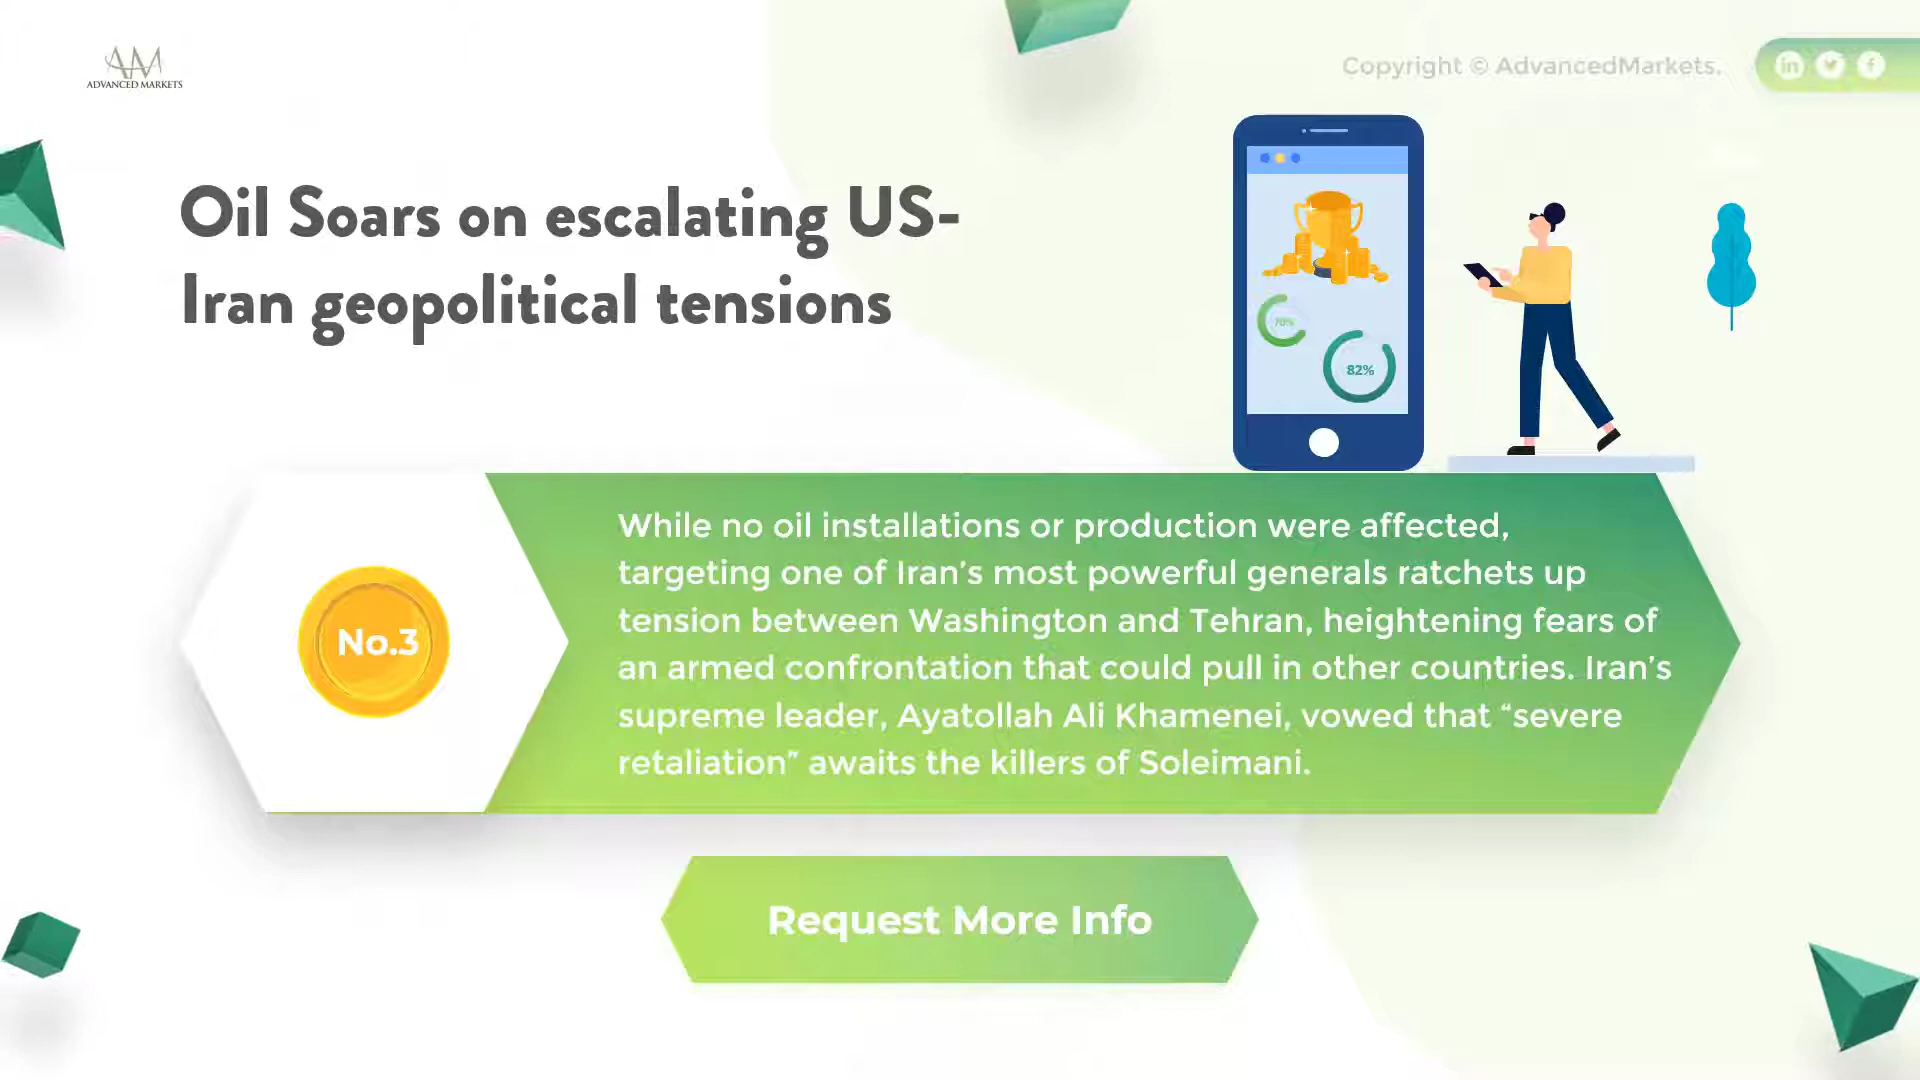 ADVANCED MARKETS
Copyright © AdvancedMarkets.
Oil Soars on escalating US-
Iran geopolitical tensions
70%
82%
No.3
While no oil installations or production were affected,
targeting one of Iran’s most powerful generals ratchets up
tension between Washington and Tehran, heightening fears of
an armed confrontation that could pull in other countries. Iran’s
supreme leader, Ayatollah Ali Khamenei, vowed that “severe
retaliation” awaits the killers of Soleimani.
Request More Info